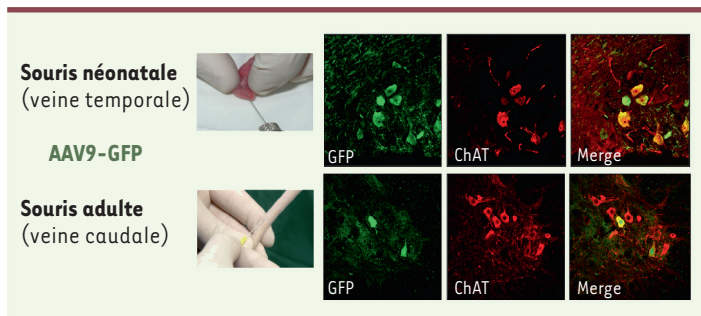 Souris néonatale
(veine temporale)
AAV9-GFP
Souris adulte
(veine caudale)
GFP
ChAT
Merge
GFP
ChAT
Merge